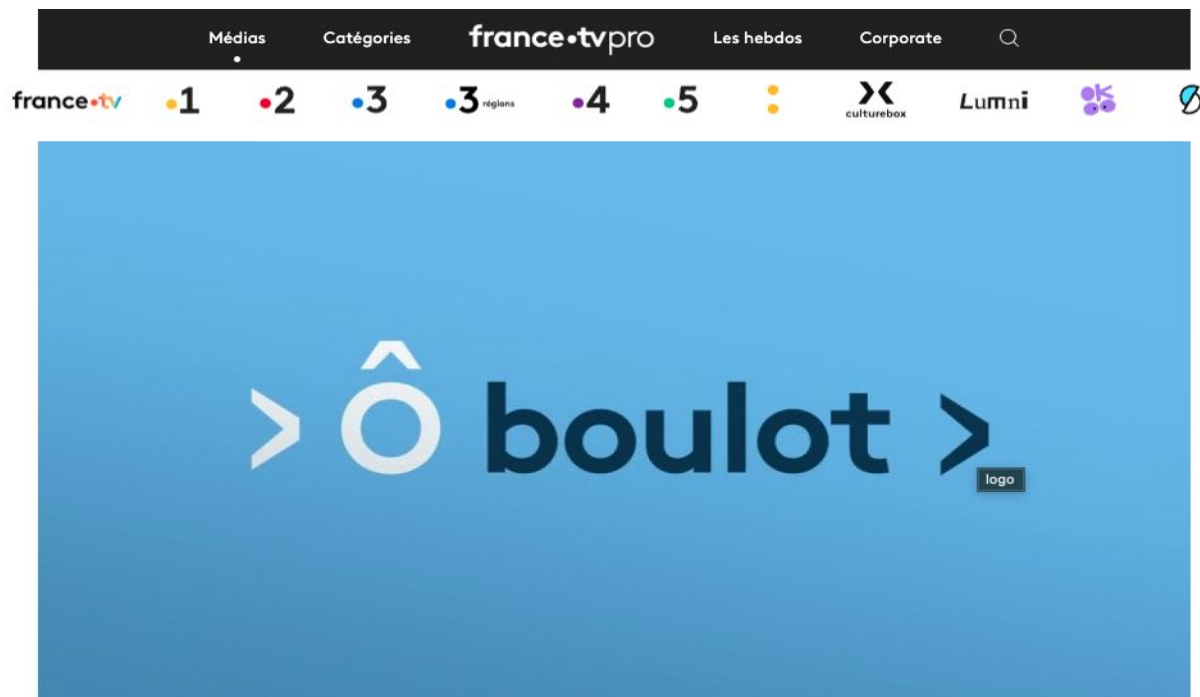 Médias Catégories france•tvpro Les hebdos Corporate
france•tv •1 •2 •3 •3 régions •4 •5 culturebox Lumni OK
> Ô boulot >
logo